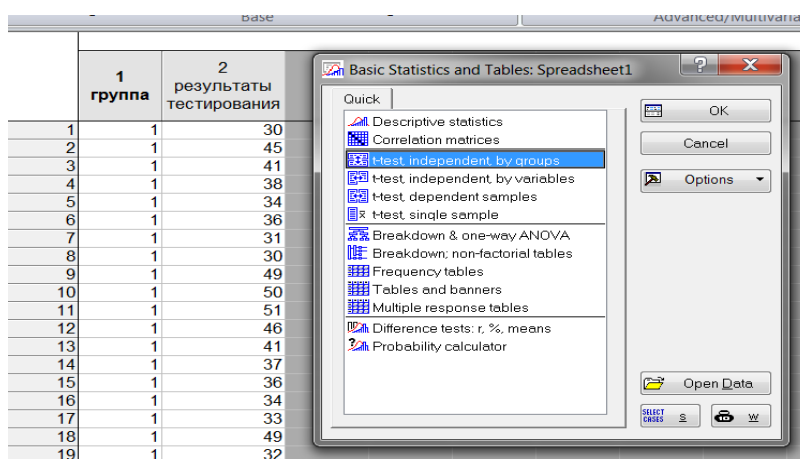 Base
Advanced/Multivaria
1
группа
2
результаты
тестирования
1 1 30
2 1 45
3 1 41
4 1 38
5 1 34
6 1 36
7 1 31
8 1 30
9 1 49
10 1 50
11 1 51
12 1 46
13 1 41
14 1 37
15 1 36
16 1 34
17 1 33
18 1 49
19 1 32
Basic Statistics and Tables: Spreadsheet1
Quick
Descriptive statistics
Correlation matrices
t-test, independent, by groups
t-test, independent, by variables
t-test, dependent samples
t-test, single sample
Breakdown & one-way ANOVA
Breakdown; non-factorial tables
Frequency tables
Tables and banners
Multiple response tables
Difference tests: r, %, means
Probability calculator
OK
Cancel
Options
Open Data
SELECT
CASES
S
W